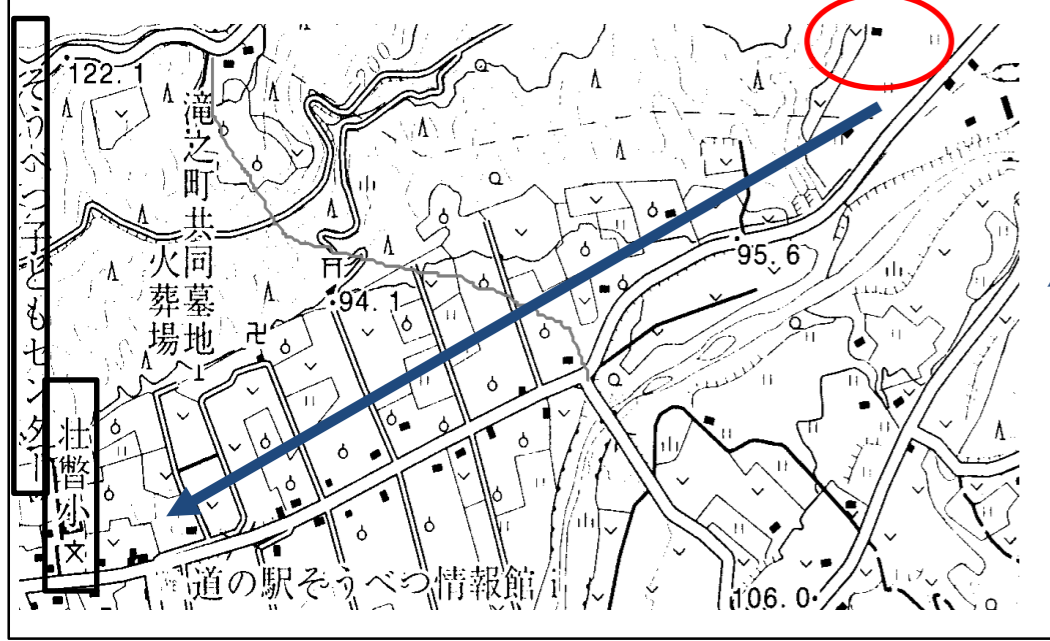 122.1
200
そうべつ子どもセンター
滝之町共同墓地
火葬場
94.1
95.6
壮瞥小
文
道の駅そうべつ情報館 i
106.0